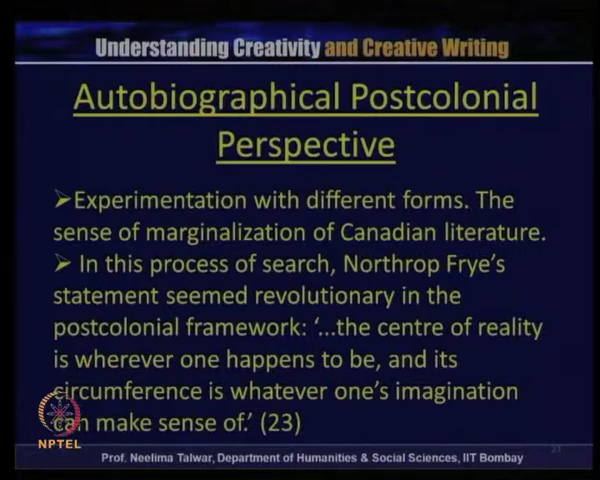 Understanding Creativity and Creative Writing
Autobiographical Postcolonial
Perspective
➢Experimentation with different forms. The
sense of marginalization of Canadian literature.
➢ In this process of search, Northrop Frye's
statement seemed revolutionary in the
postcolonial framework: '...the centre of reality
is wherever one happens to be, and its
circumference is whatever one's imagination
can make sense of.' (23)
NPTEL
Prof. Neelima Talwar, Department of Humanities & Social Sciences, IIT Bombay